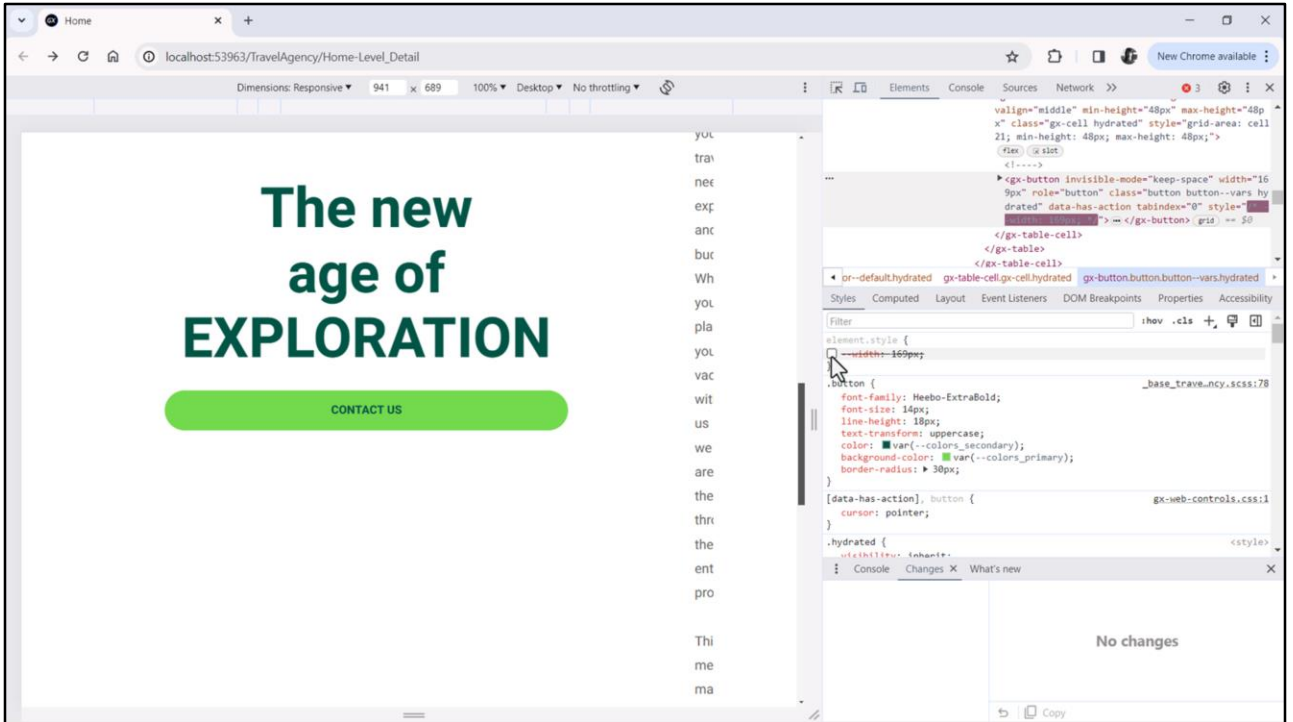 Home
localhost:53963/TravelAgency/Home-Level_Detail
New Chrome available
Dimensions: Responsive ▼ 941 x 689 100% ▼ Desktop ▼ No throttling ▼
Elements Console Sources Network >> 3
valign="middle" min-height="48px" max-height="48p
x" class="gx-cell hydrated" style="grid-area: cell
21; min-height: 48px; max-height: 48px;">
flex slot
<!---->
<gx-button invisible-mode="keep-space" width="16
9px" role="button" class="button button--vars hy
drated" data-has-action tabindex="0" style="/* -
-width: 169px; */"> … </gx-button> grid == $0
</gx-table-cell>
</gx-table>
</gx-table-cell>
or--default.hydrated gx-table-cell.gx-cell.hydrated gx-button.button.button--vars.hydrated
Styles Computed Layout Event Listeners DOM Breakpoints Properties Accessibility
Filter :hov .cls +
element.style {
--width: 169px;
}
.button { _base_trave…ncy.scss:78
font-family: Heebo-ExtraBold;
font-size: 14px;
line-height: 18px;
text-transform: uppercase;
color: var(--colors_secondary);
background-color: var(--colors_primary);
border-radius: ▶ 30px;
}
[data-has-action], button { gx-web-controls.css:1
cursor: pointer;
}
.hydrated { <style>
visibility: inherit;
Console Changes × What's new
No changes
Copy
The new
age of
EXPLORATION
CONTACT US
you
trav
nee
exp
and
buc
Wh
you
pla
you
vac
wit
us
we
are
the
thro
the
ent
pro
Thi
me
ma